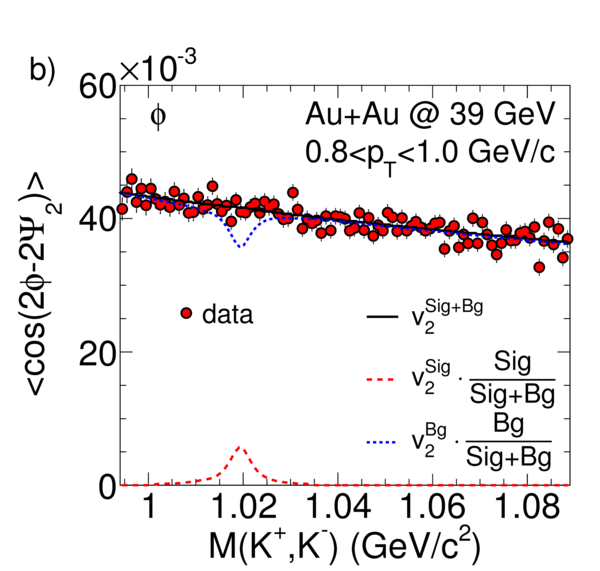 b)
60×10⁻³
ϕ
Au+Au @ 39 GeV
0.8<p_T<1.0 GeV/c
40
<cos(2ϕ-2Ψ₂)>
data
v₂^Sig+Bg
20
v₂^Sig · Sig / Sig+Bg
v₂^Bg · Bg / Sig+Bg
0
1 1.02 1.04 1.06 1.08
M(K⁺,K⁻) (GeV/c²)